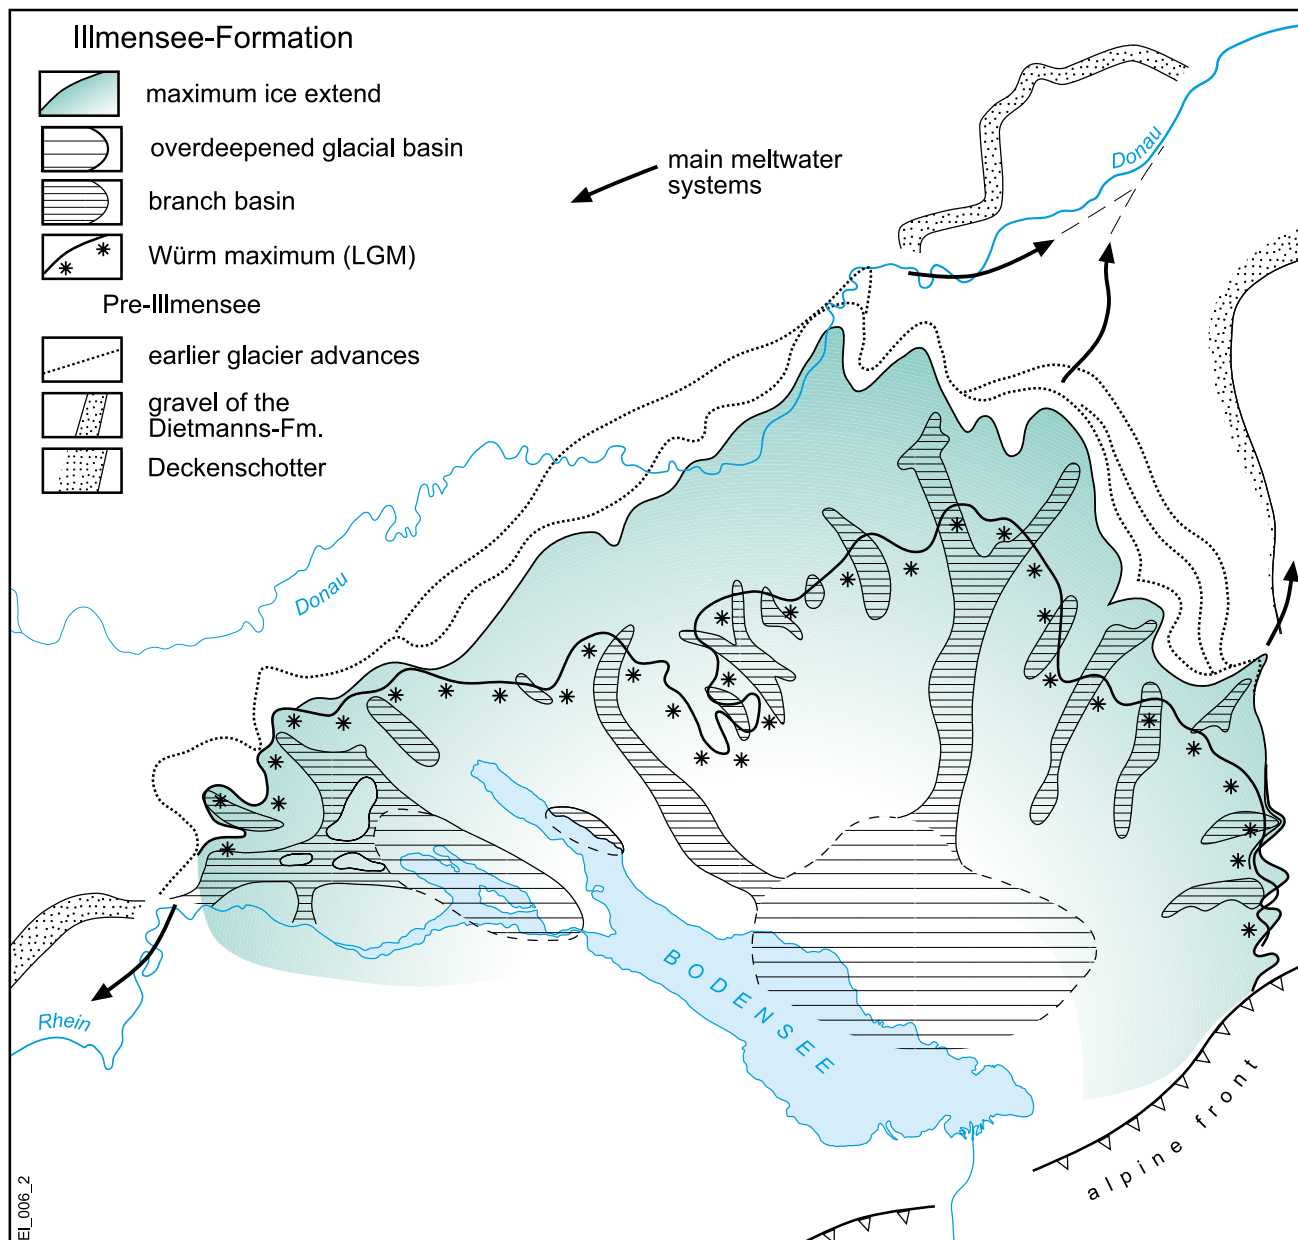 Illmensee-Formation
maximum ice extend
overdeepened glacial basin
branch basin
Würm maximum (LGM)
Pre-Illmensee
earlier glacier advances
gravel of the
Dietmanns-Fm.
Deckenschotter
main meltwater
systems
Donau
Donau
Rhein
BODENSEE
alpine front
EI_006_2